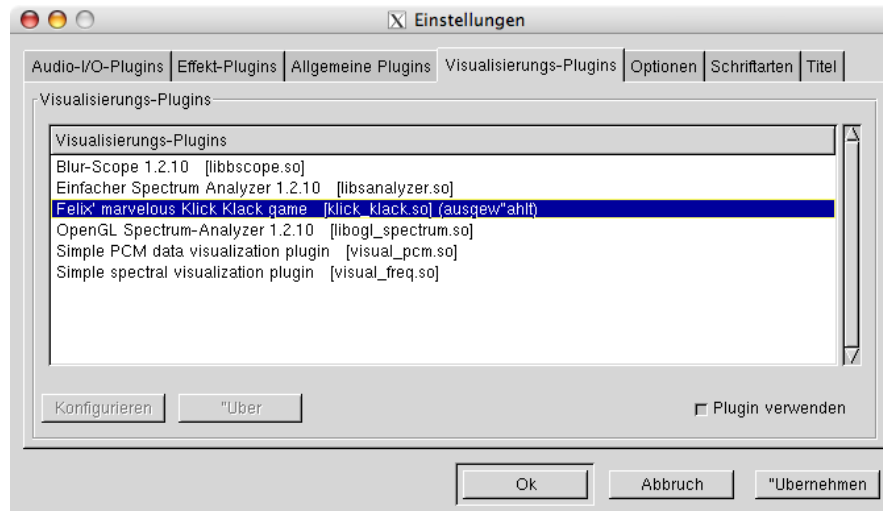 X Einstellungen
Audio-I/O-Plugins Effekt-Plugins Allgemeine Plugins Visualisierungs-Plugins Optionen Schriftarten Titel
Visualisierungs-Plugins
Visualisierungs-Plugins
Blur-Scope 1.2.10 [libbscope.so]
Einfacher Spectrum Analyzer 1.2.10 [libsanalyzer.so]
Felix' marvelous Klick Klack game [klick_klack.so] (ausgew"ahlt)
OpenGL Spectrum-Analyzer 1.2.10 [libogl_spectrum.so]
Simple PCM data visualization plugin [visual_pcm.so]
Simple spectral visualization plugin [visual_freq.so]
Konfigurieren "Uber Plugin verwenden
Ok Abbruch "Ubernehmen